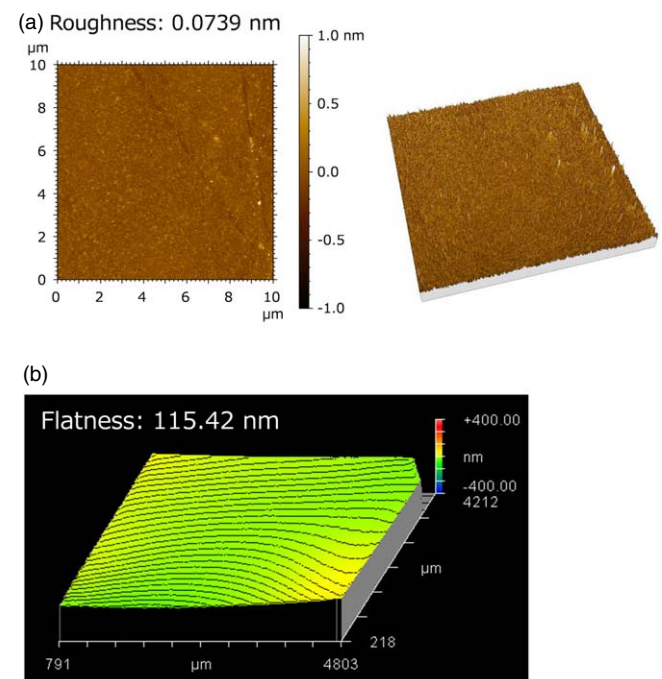 (a) Roughness: 0.0739 nm
µm
10
8
6
4
2
0
0 2 4 6 8 10
µm
1.0 nm
0.5
0.0
-0.5
-1.0
(b)
Flatness: 115.42 nm
+400.00
nm
-400.00
4212
µm
218
791 µm 4803